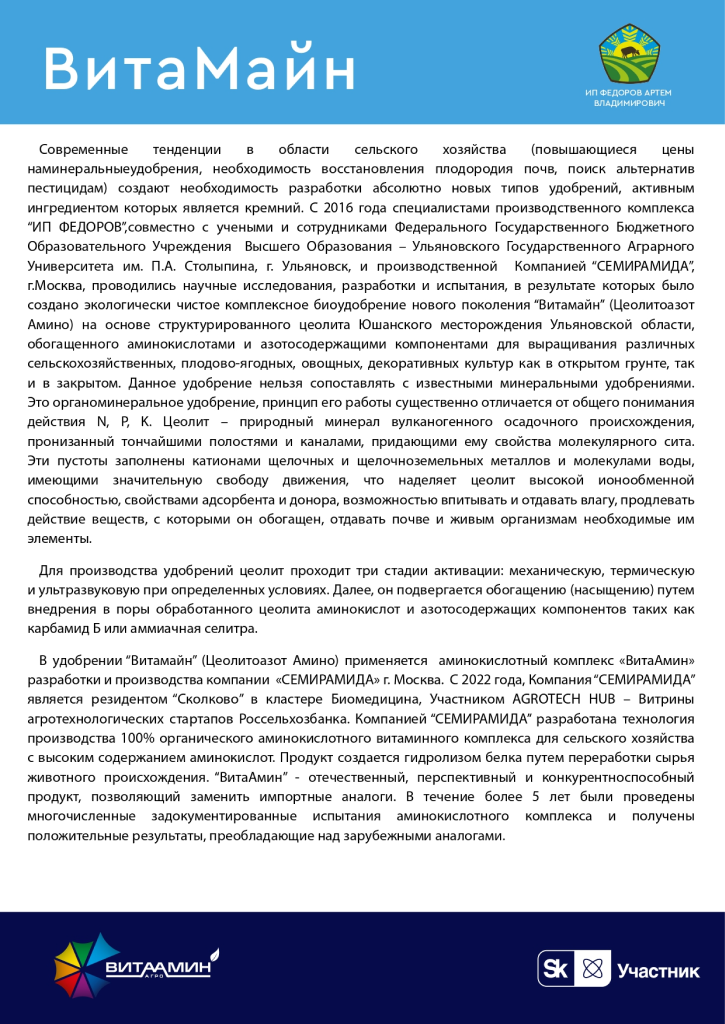 ВитаМайн
ИП ФЕДОРОВ АРТЕМ
ВЛАДИМИРОВИЧ
Современные тенденции в области сельского хозяйства (повышающиеся цены
наминеральныеудобрения, необходимость восстановления плодородия почв, поиск альтернатив
пестицидам) создают необходимость разработки абсолютно новых типов удобрений, активным
ингредиентом которых является кремний. С 2016 года специалистами производственного комплекса
“ИП ФЕДОРОВ”,совместно с учеными и сотрудниками Федерального Государственного Бюджетного
Образовательного Учреждения Высшего Образования – Ульяновского Государственного Аграрного
Университета им. П.А. Столыпина, г. Ульяновск, и производственной Компанией “СЕМИРАМИДА”,
г.Москва, проводились научные исследования, разработки и испытания, в результате которых было
создано экологически чистое комплексное биоудобрение нового поколения “Витамайн” (Цеолитоазот
Амино) на основе структурированного цеолита Юшанского месторождения Ульяновской области,
обогащенного аминокислотами и азотосодержащими компонентами для выращивания различных
сельскохозяйственных, плодово-ягодных, овощных, декоративных культур как в открытом грунте, так
и в закрытом. Данное удобрение нельзя сопоставлять с известными минеральными удобрениями.
Это органоминеральное удобрение, принцип его работы существенно отличается от общего понимания
действия N, P, K. Цеолит – природный минерал вулканогенного осадочного происхождения,
пронизанный тончайшими полостями и каналами, придающими ему свойства молекулярного сита.
Эти пустоты заполнены катионами щелочных и щелочноземельных металлов и молекулами воды,
имеющими значительную свободу движения, что наделяет цеолит высокой ионообменной
способностью, свойствами адсорбента и донора, возможностью впитывать и отдавать влагу, продлевать
действие веществ, с которыми он обогащен, отдавать почве и живым организмам необходимые им
элементы.
Для производства удобрений цеолит проходит три стадии активации: механическую, термическую
и ультразвуковую при определенных условиях. Далее, он подвергается обогащению (насыщению) путем
внедрения в поры обработанного цеолита аминокислот и азотосодержащих компонентов таких как
карбамид Б или аммиачная селитра.
В удобрении “Витамайн” (Цеолитоазот Амино) применяется аминокислотный комплекс «ВитаАмин»
разработки и производства компании «СЕМИРАМИДА» г. Москва. С 2022 года, Компания “СЕМИРАМИДА”
является резидентом “Сколково” в кластере Биомедицина, Участником AGROTECH HUB – Витрины
агротехнологических стартапов Россельхозбанка. Компанией “СЕМИРАМИДА” разработана технология
производства 100% органического аминокислотного витаминного комплекса для сельского хозяйства
с высоким содержанием аминокислот. Продукт создается гидролизом белка путем переработки сырья
животного происхождения. “ВитаАмин” - отечественный, перспективный и конкурентноспособный
продукт, позволяющий заменить импортные аналоги. В течение более 5 лет были проведены
многочисленные задокументированные испытания аминокислотного комплекса и получены
положительные результаты, преобладающие над зарубежными аналогами.
ВИТААМИН
АГРО
Sk Участник